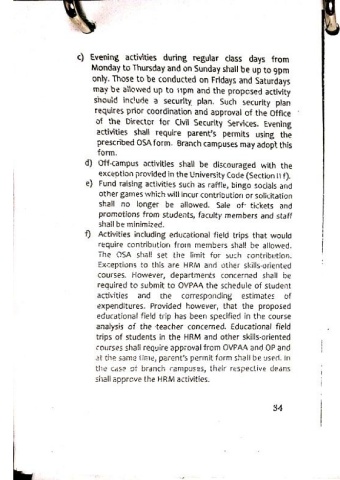 c) Evening activities during regular class days from
Monday to Thursday and on Sunday shall be up to 9pm
only. Those to be conducted on Fridays and Saturdays
may be allowed up to 11pm and the proposed activity
should include a security plan. Such security plan
requires prior coordination and approval of the Office
of the Director for Civil Security Services. Evening
activities shall require parent's permits using the
prescribed OSA form. Branch campuses may adopt this
form.
d) Off-campus activities shall be discouraged with the
exception provided in the University Code (Section II f).
e) Fund raising activities such as raffle, bingo socials and
other games which will incur contribution or solicitation
shall no longer be allowed. Sale of tickets and
promotions from students, faculty members and staff
shall be minimized.
f) Activities including educational field trips that would
require contribution from members shall be allowed.
The OSA shall set the limit for such contribution.
Exceptions to this are HRM and other skills-oriented
courses. However, departments concerned shall be
required to submit to OVPAA the schedule of student
activities and the corresponding estimates of
expenditures. Provided however, that the proposed
educational field trip has been specified in the course
analysis of the teacher concerned. Educational field
trips of students in the HRM and other skills-oriented
courses shall require approval from OVPAA and OP and
at the same time, parent's permit form shall be used. In
the case of branch campuses, their respective deans
shall approve the HRM activities.
34